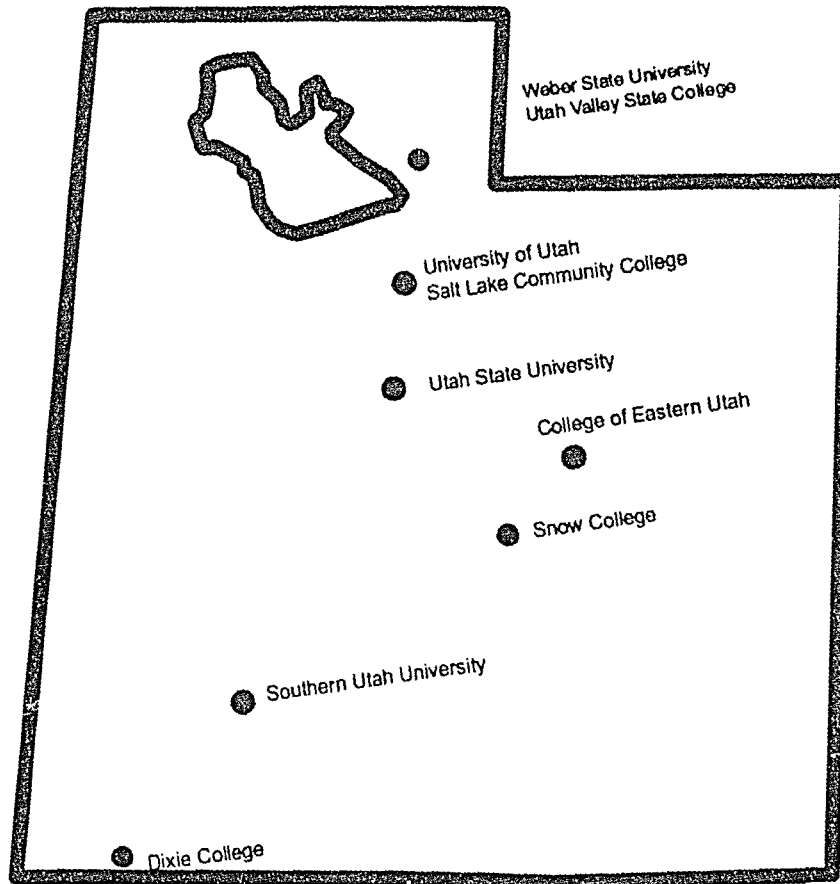 Weber State University
Utah Valley State College
University of Utah
Salt Lake Community College
Utah State University
College of Eastern Utah
Snow College
Southern Utah University
Dixie College